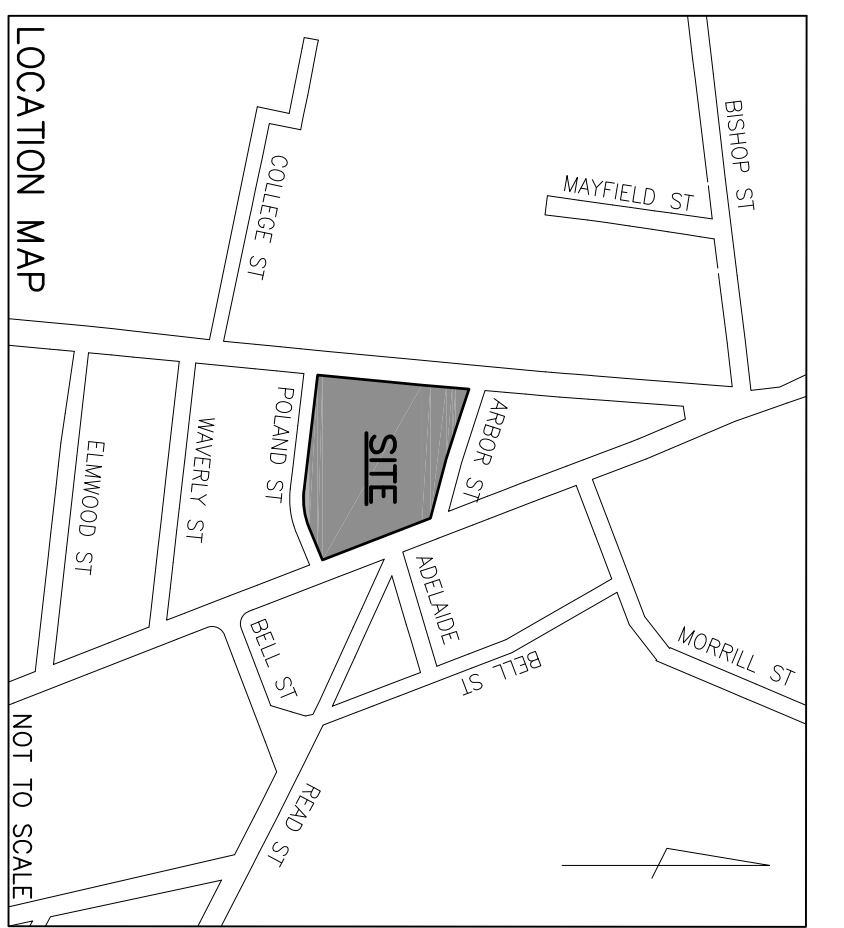 BISHOP ST
MAYFIELD ST
COLLEGE ST
LOCATION MAP
ARBOR ST
SITE
POLAND ST
WAVERLY ST
ELMWOOD ST
ADELAIDE
BELL ST
BELL ST
MORRILL ST
READ ST
NOT TO SCALE